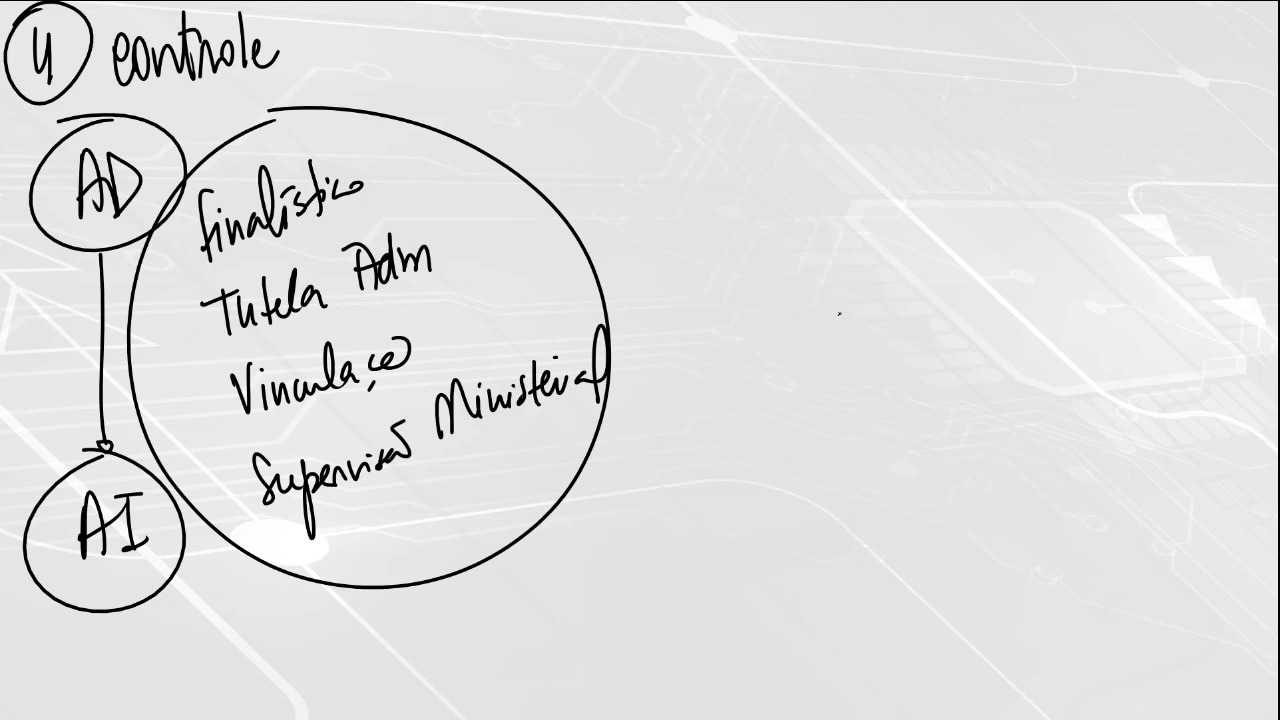 4 controle
AD
finalístico
Tutela Adm
Vinculação
Supervisão Ministerial
AI